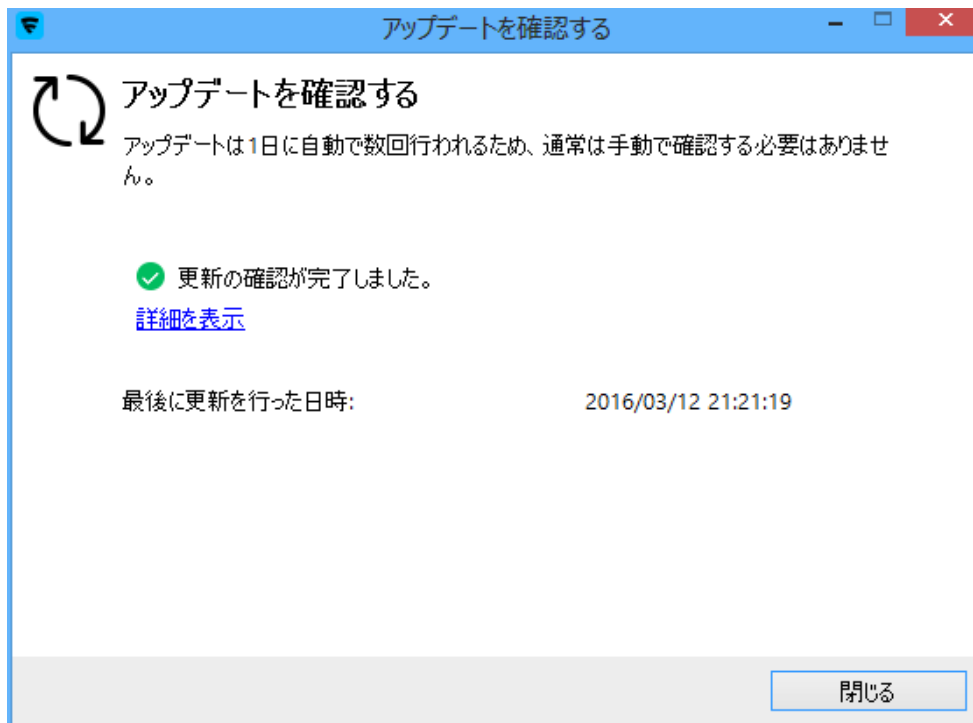 アップデートを確認する
アップデートを確認する
アップデートは1日に自動で数回行われるため、通常は手動で確認する必要はありませ
ん。
更新の確認が完了しました。
詳細を表示
最後に更新を行った日時: 2016/03/12 21:21:19
閉じる